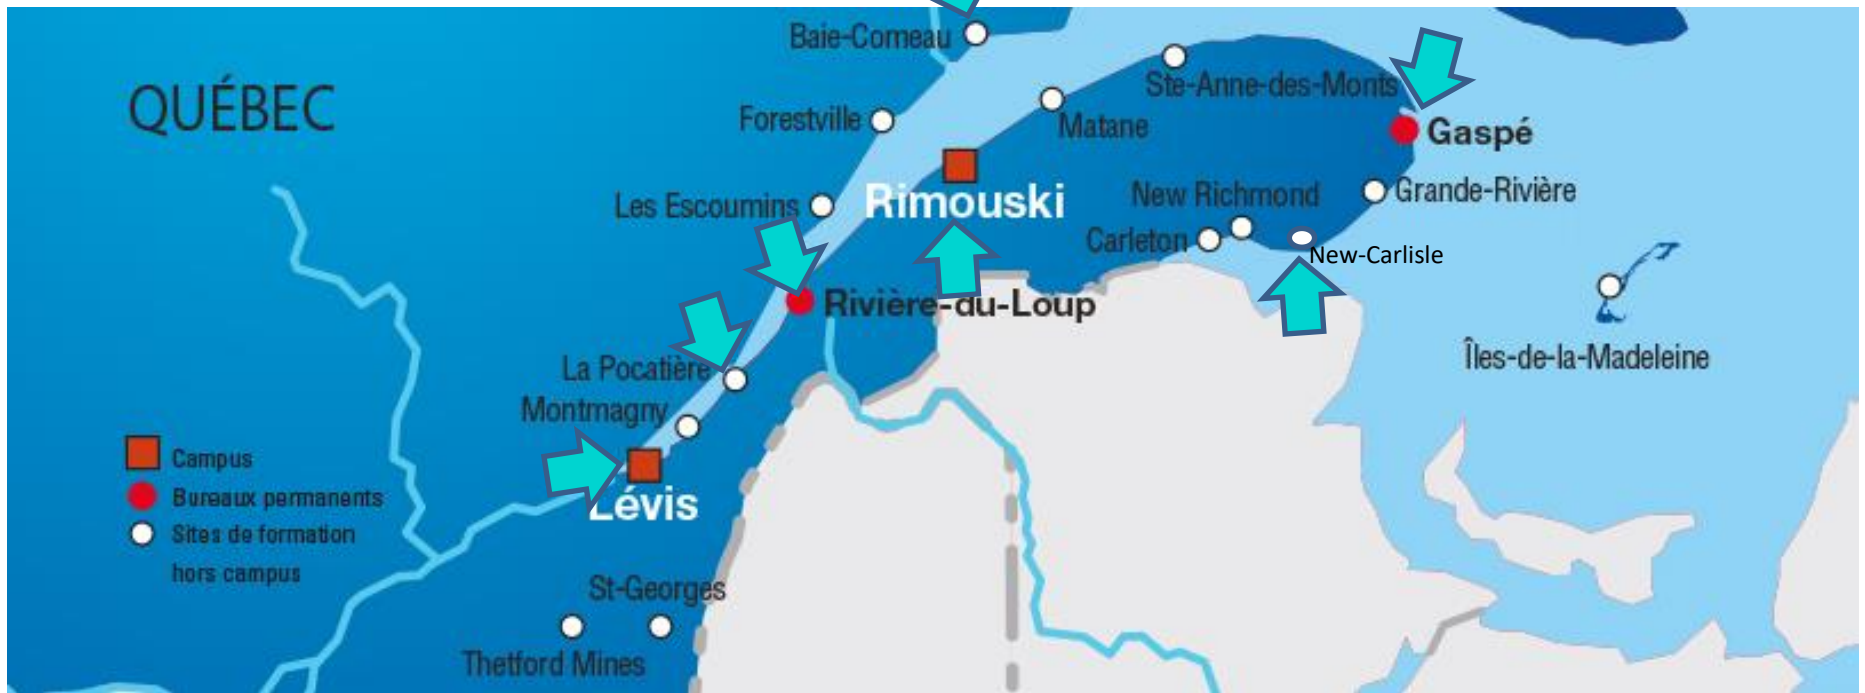 Baie-Comeau
QUÉBEC
Ste-Anne-des-Monts
Forestville
Matane
Gaspé
Les Escoumins
Rimouski
New Richmond
Grande-Rivière
Carleton
New-Carlisle
Rivière-du-Loup
Îles-de-la-Madeleine
La Pocatière
Montmagny
Campus
Lévis
Bureaux permanents
Sites de formation
hors campus
St-Georges
Thetford Mines